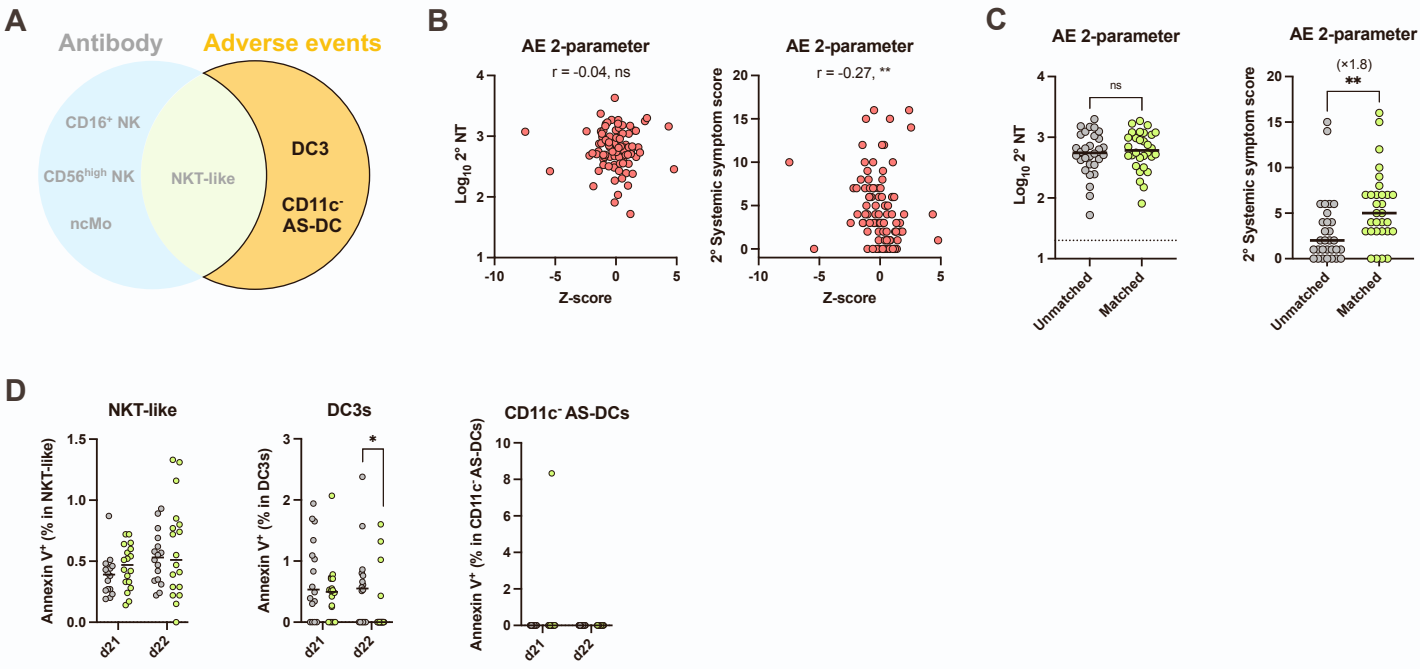 A
Antibody
Adverse events
CD16⁺ NK
CD56ʰⁱᵍʰ NK
ncMo
NKT-like
DC3
CD11c⁻
AS-DC
B
AE 2-parameter
r = -0.04, ns
Log₁₀ 2° NT
4
3
2
1
-10
-5
0
5
Z-score
AE 2-parameter
r = -0.27, **
2° Systemic symptom score
20
15
10
5
0
-10
-5
0
5
Z-score
C
AE 2-parameter
ns
Log₁₀ 2° NT
4
3
2
1
Unmatched
Matched
AE 2-parameter
(×1.8)
**
2° Systemic symptom score
20
15
10
5
0
Unmatched
Matched
D
NKT-like
Annexin V⁺ (% in NKT-like)
1.5
1.0
0.5
0.0
d21
d22
DC3s
*
Annexin V⁺ (% in DC3s)
3
2
1
0
d21
d22
CD11c⁻ AS-DCs
Annexin V⁺ (% in CD11c⁻ AS-DCs)
10
8
6
4
2
0
d21
d22